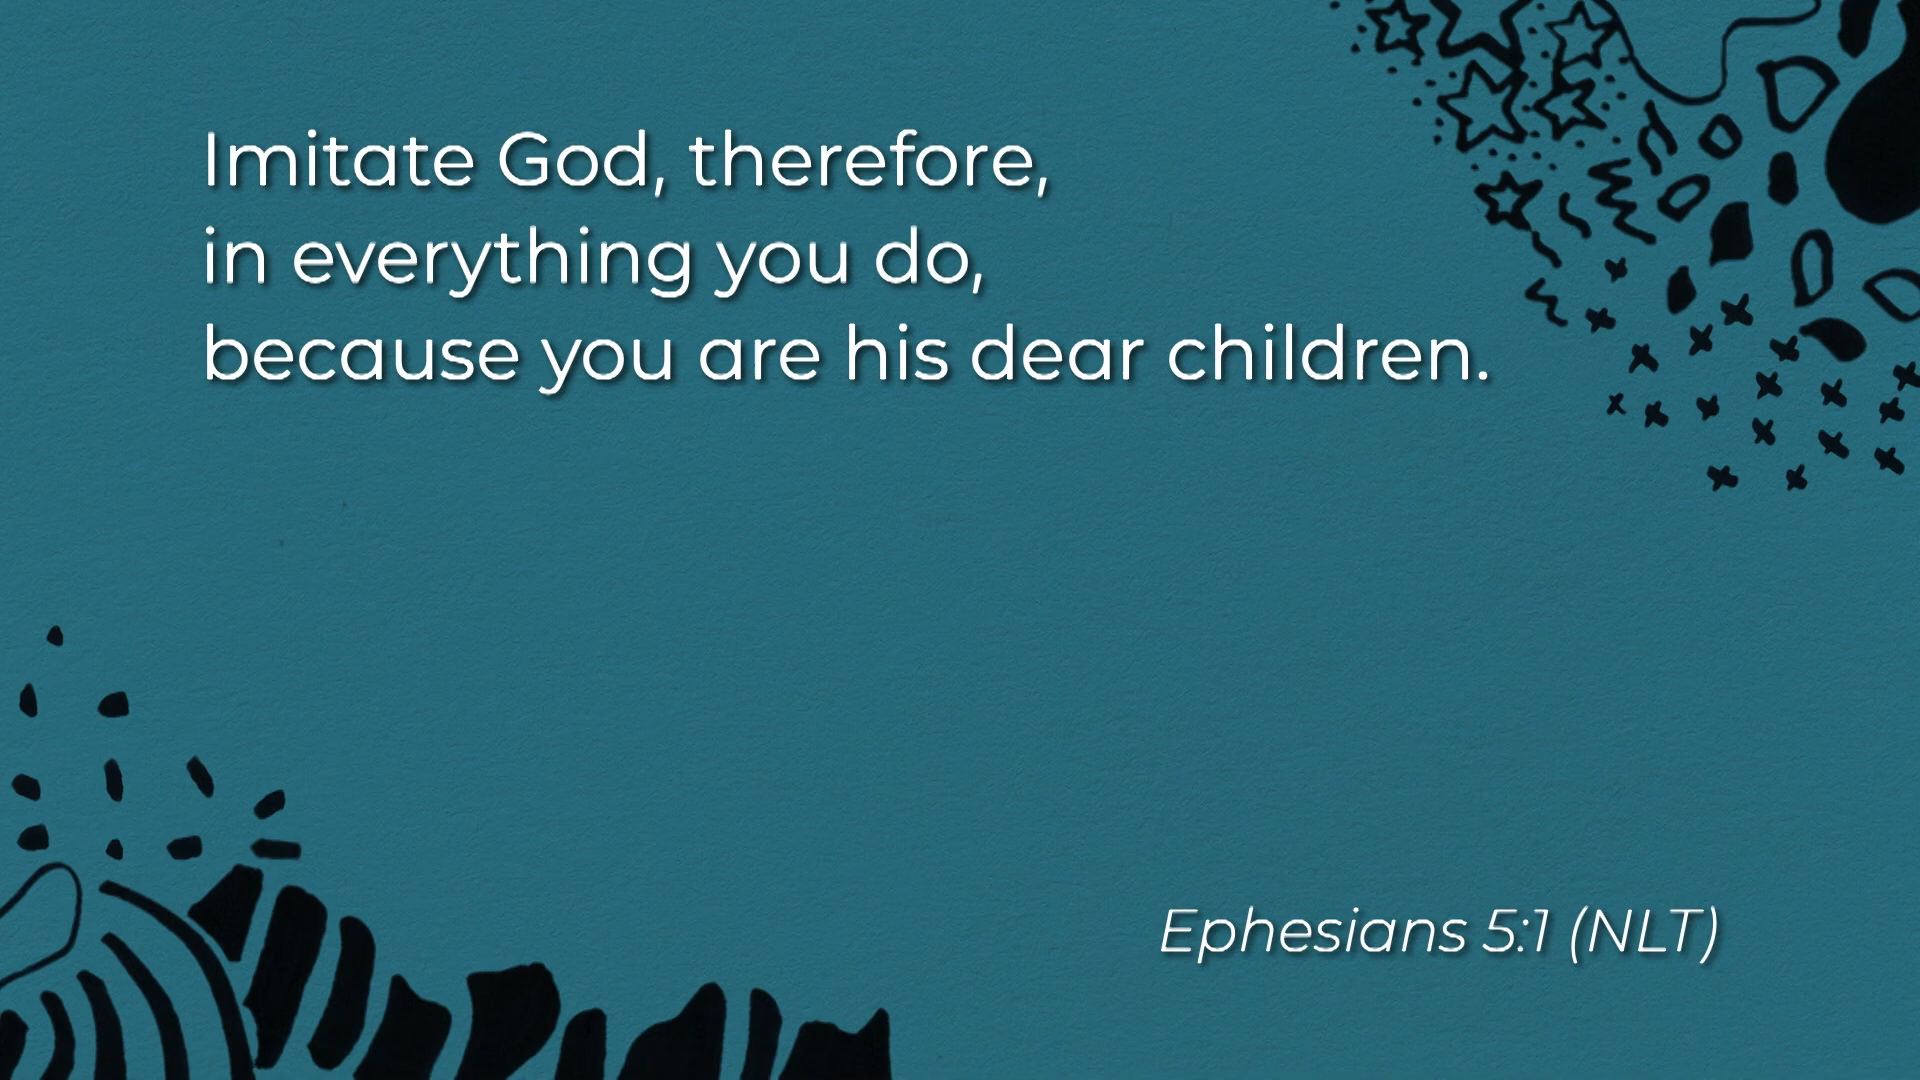 Imitate God, therefore,
in everything you do,
because you are his dear children.
Ephesians 5:1 (NLT)